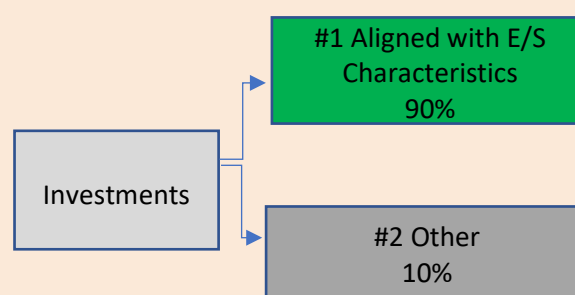 #1 Aligned with E/S
Characteristics
90%
Investments
#2 Other
10%